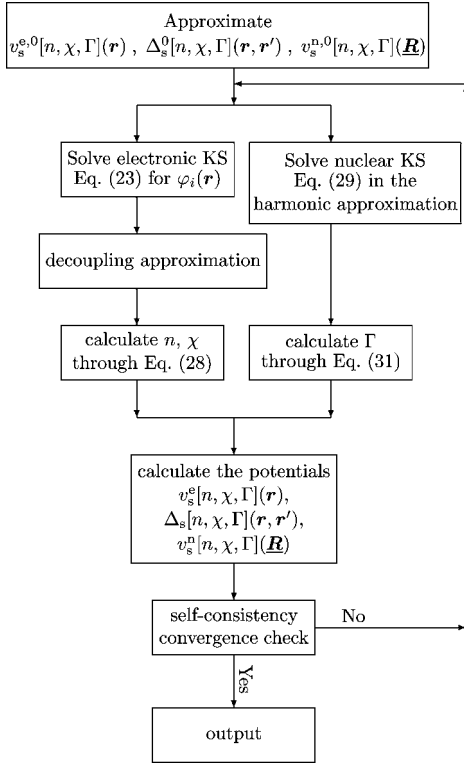 Approximate
v_s^{e,0}[n, χ, Γ](r) , Δ_s^0[n, χ, Γ](r, r′) , v_s^{n,0}[n, χ, Γ](R)
Solve electronic KS
Eq. (23) for φ_i(r)
decoupling approximation
calculate n, χ
through Eq. (28)
Solve nuclear KS
Eq. (29) in the
harmonic approximation
calculate Γ
through Eq. (31)
calculate the potentials
v_s^e[n, χ, Γ](r),
Δ_s[n, χ, Γ](r, r′),
v_s^n[n, χ, Γ](R)
self-consistency
convergence check
No
Yes
output